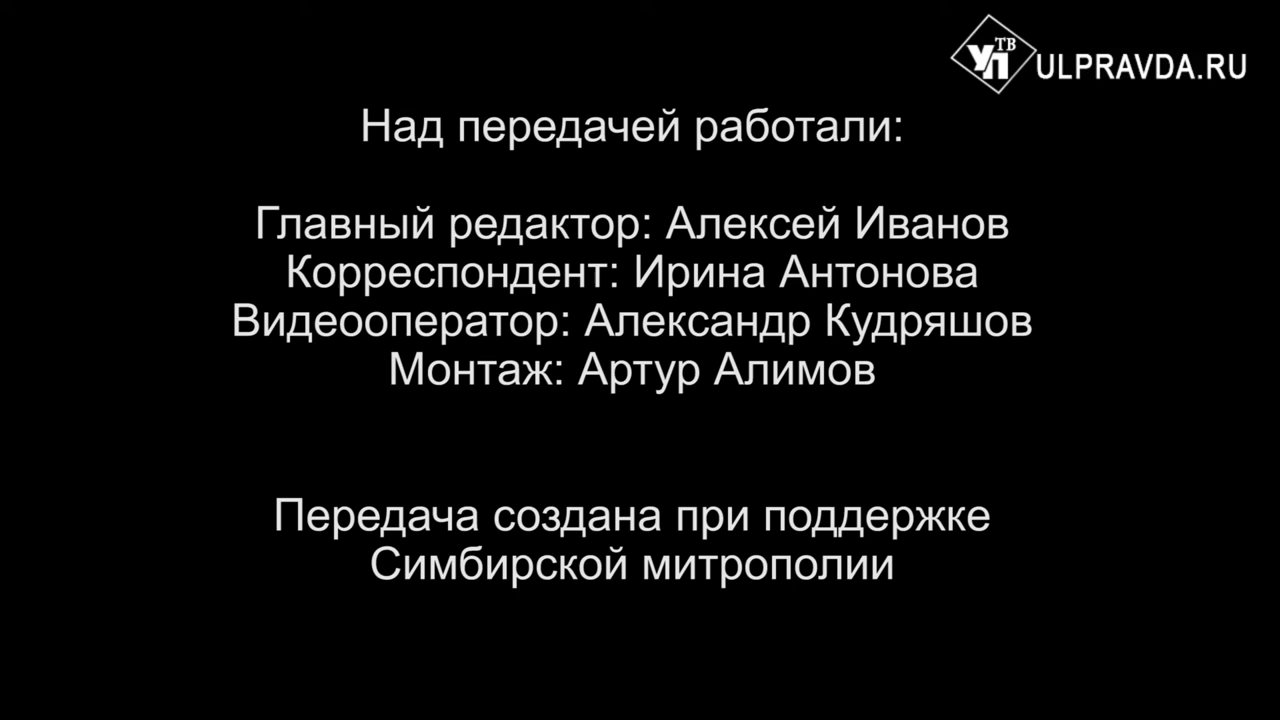 ТВ
УП
ULPRAVDA.RU
Над передачей работали:
Главный редактор: Алексей Иванов
Корреспондент: Ирина Антонова
Видеооператор: Александр Кудряшов
Монтаж: Артур Алимов
Передача создана при поддержке
Симбирской митрополии